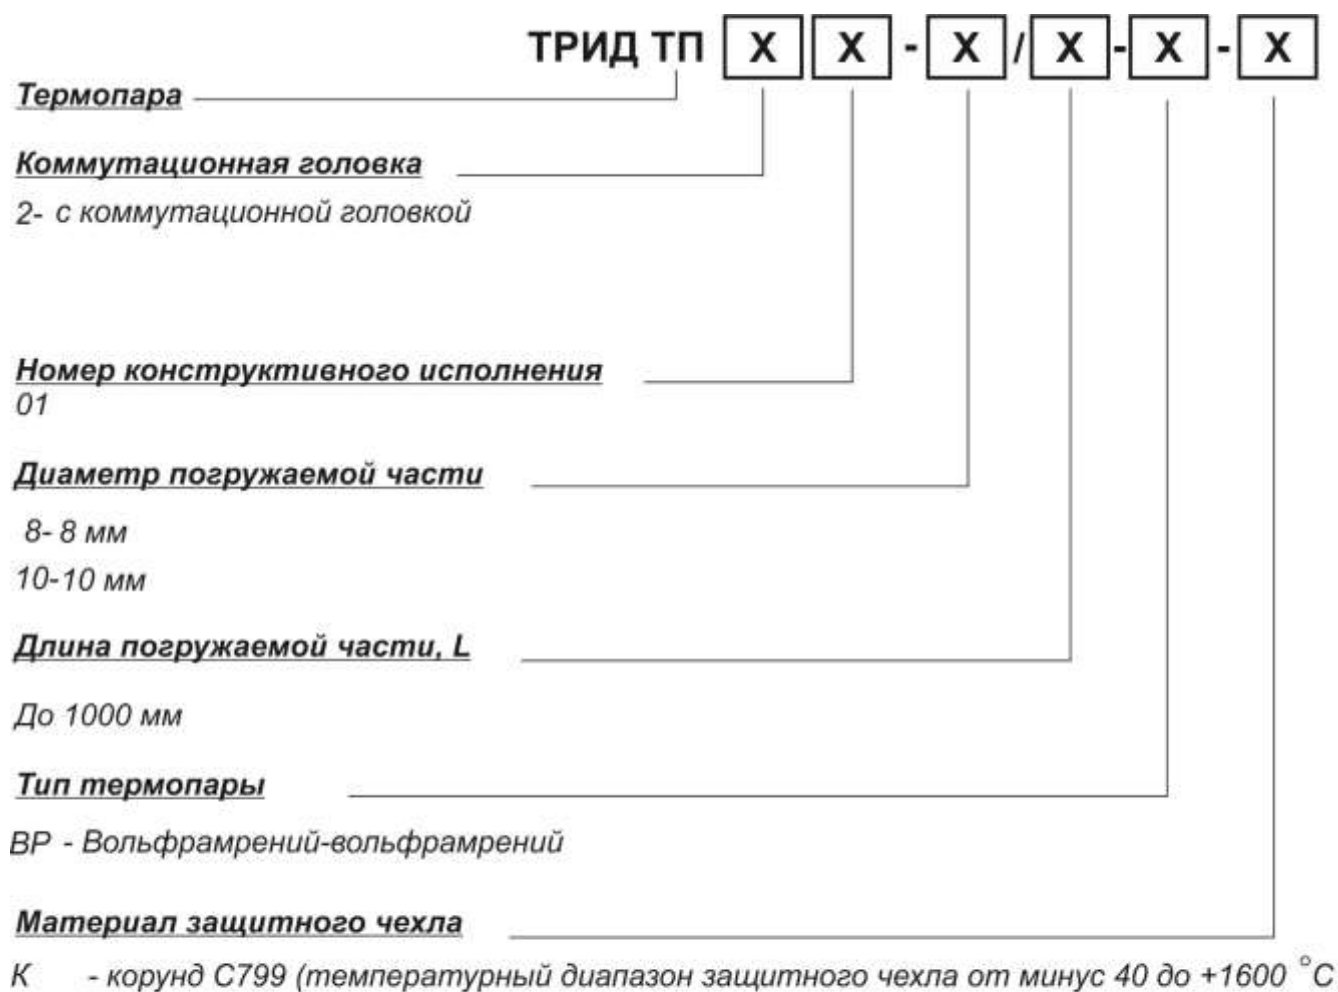 ТРИД ТП X X - X / X - X - X
Термопара
Коммутационная головка
2- с коммутационной головкой
Номер конструктивного исполнения
01
Диаметр погружаемой части
8- 8 мм
10-10 мм
Длина погружаемой части, L
До 1000 мм
Тип термопары
ВР - Вольфрамрений-вольфрамрений
Материал защитного чехла
К - корунд С799 (температурный диапазон защитного чехла от минус 40 до +1600 °С